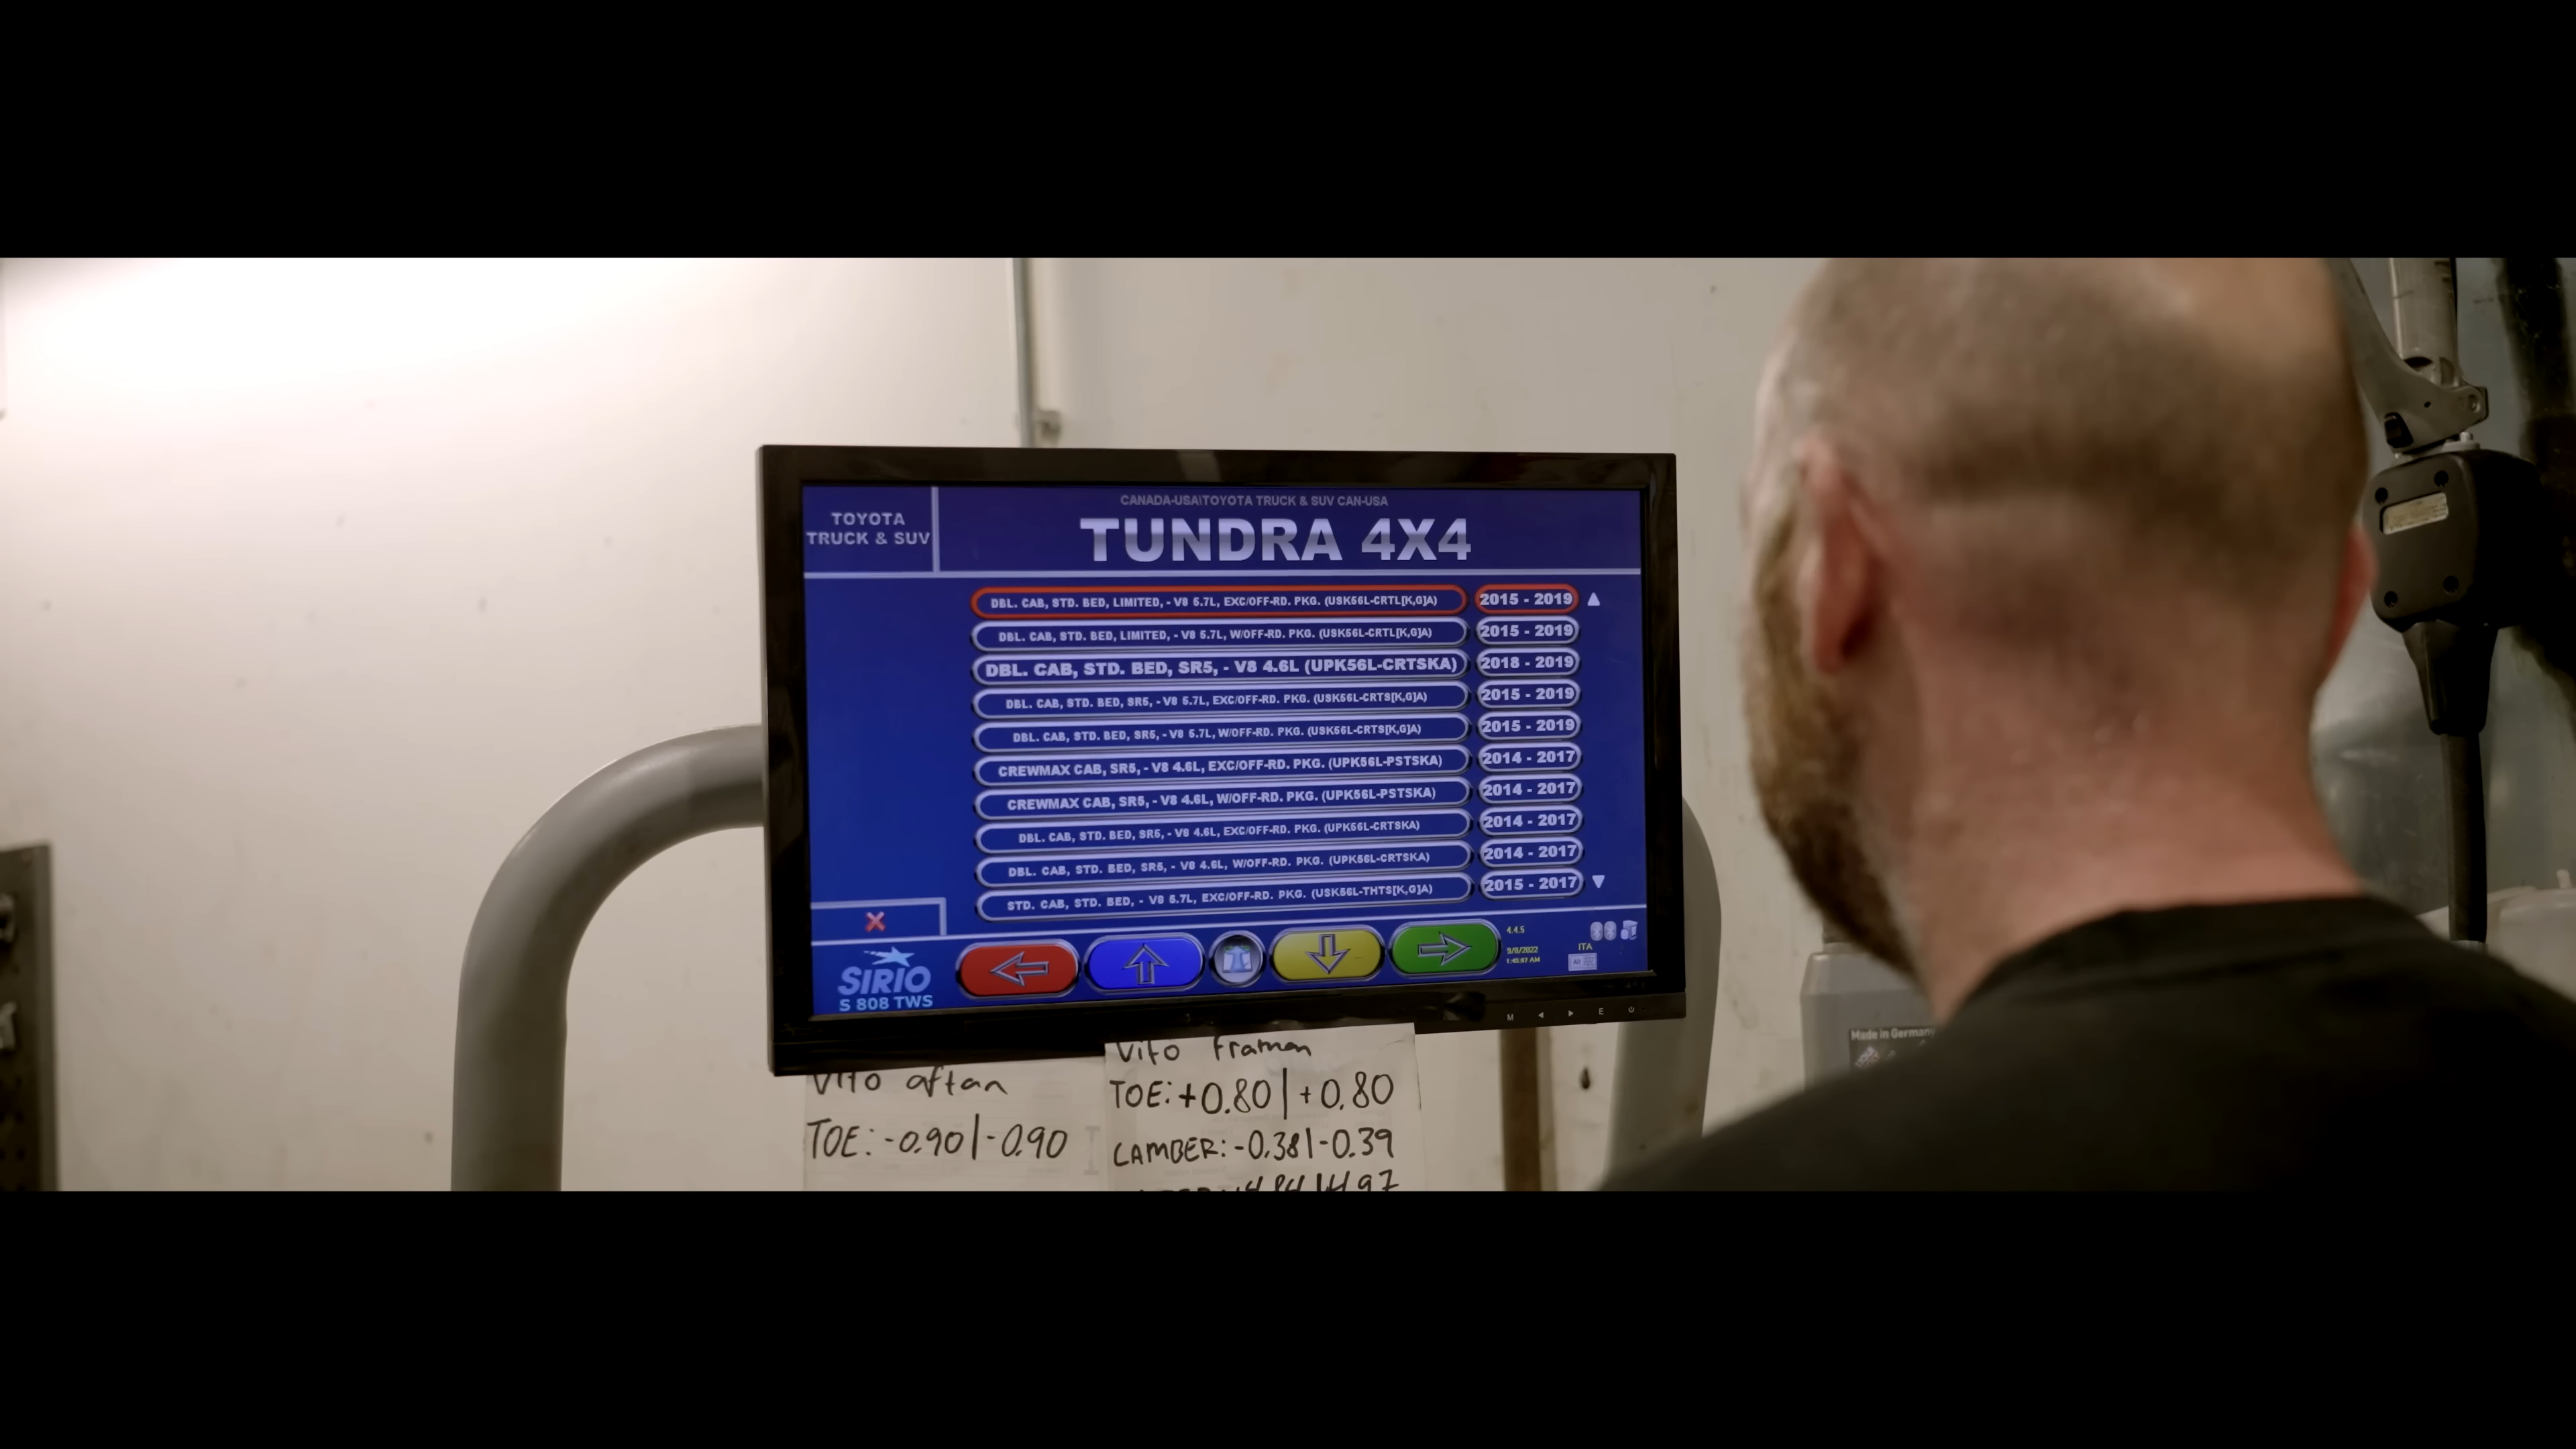 CANADA-USA\TOYOTA TRUCK & SUV CAN-USA
TOYOTA
TRUCK & SUV
TUNDRA 4X4
DBL. CAB, STD. BED, LIMITED, - V8 5.7L, EXC/OFF-RD. PKG. (USK56L-CRTL[K,G]A) 2015 - 2019
DBL. CAB, STD. BED, LIMITED, - V8 5.7L, W/OFF-RD. PKG. (USK56L-CRTL[K,G]A) 2015 - 2019
DBL. CAB, STD. BED, SR5, - V8 4.6L (UPK56L-CRTSKA) 2018 - 2019
DBL. CAB, STD. BED, SR5, - V8 5.7L, EXC/OFF-RD. PKG. (USK56L-CRTS[K,G]A) 2015 - 2019
DBL. CAB, STD. BED, SR5, - V8 5.7L, W/OFF-RD. PKG. (USK56L-CRTS[K,G]A) 2015 - 2019
CREWMAX CAB, SR5, - V8 4.6L, EXC/OFF-RD. PKG. (UPK56L-PSTSKA) 2014 - 2017
CREWMAX CAB, SR5, - V8 4.6L, W/OFF-RD. PKG. (UPK56L-PSTSKA) 2014 - 2017
DBL. CAB, STD. BED, SR5, - V8 4.6L, EXC/OFF-RD. PKG. (UPK56L-CRTSKA) 2014 - 2017
DBL. CAB, STD. BED, SR5, - V8 4.6L, W/OFF-RD. PKG. (UPK56L-CRTSKA) 2014 - 2017
STD. CAB, STD. BED, - V8 5.7L, EXC/OFF-RD. PKG. (USK56L-THTS[K,G]A) 2015 - 2017
4.4.5
ITA
SIRIO
S 808 TWS
M E
Made in Germany
Vito aftan
TOE: -0.90 | -0.90
Vito Framan
TOE: +0.80 | +0.80
CAMBER: -0.38 | -0.39